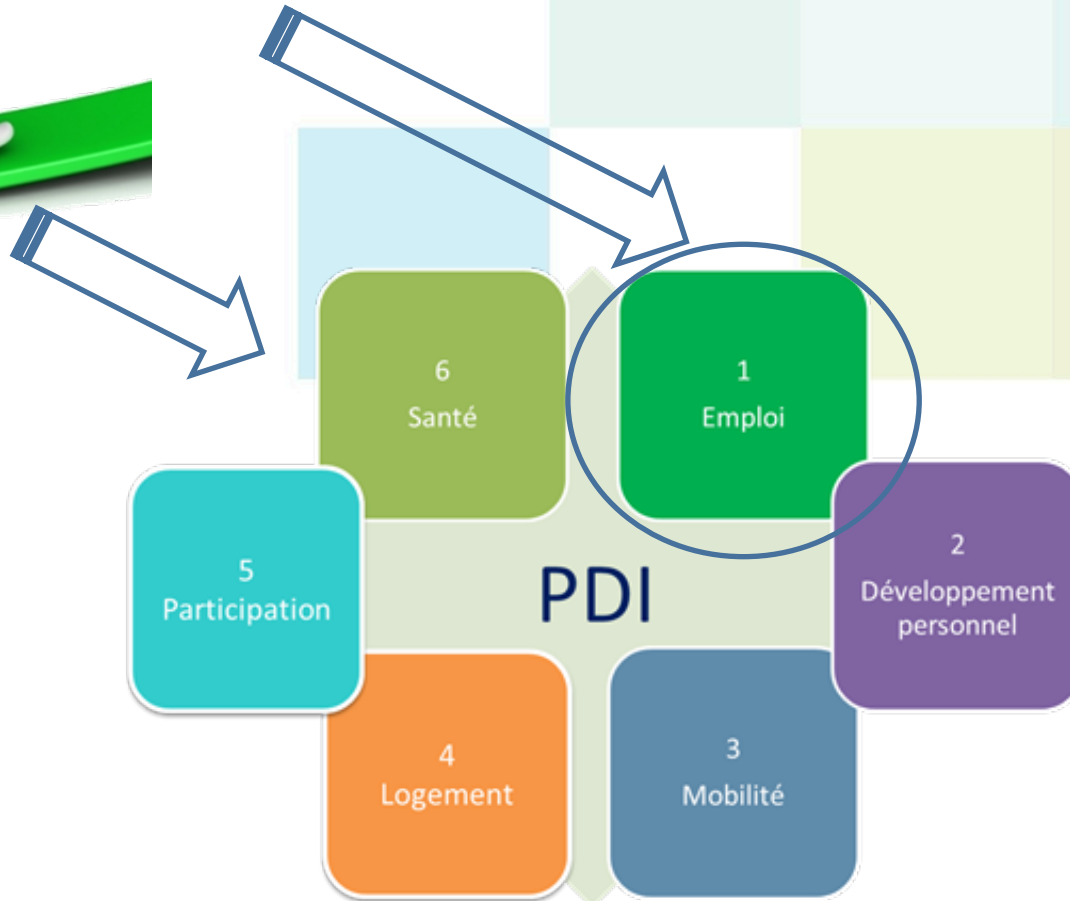 6
Santé
1
Emploi
5
Participation
PDI
2
Développement
personnel
4
Logement
3
Mobilité